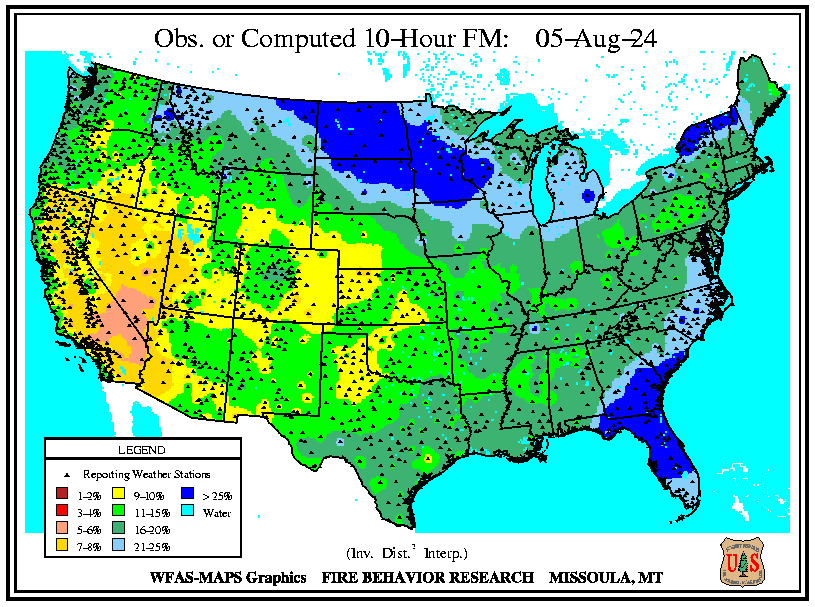 Obs. or Computed 10-Hour FM: 05-Aug-24
LEGEND
Reporting Weather Stations
1-2% 9-10% > 25%
3-4% 11-15% Water
5-6% 16-20%
7-8% 21-25%
(Inv. Dist.² Interp.)
WFAS-MAPS Graphics FIRE BEHAVIOR RESEARCH MISSOULA, MT
U S